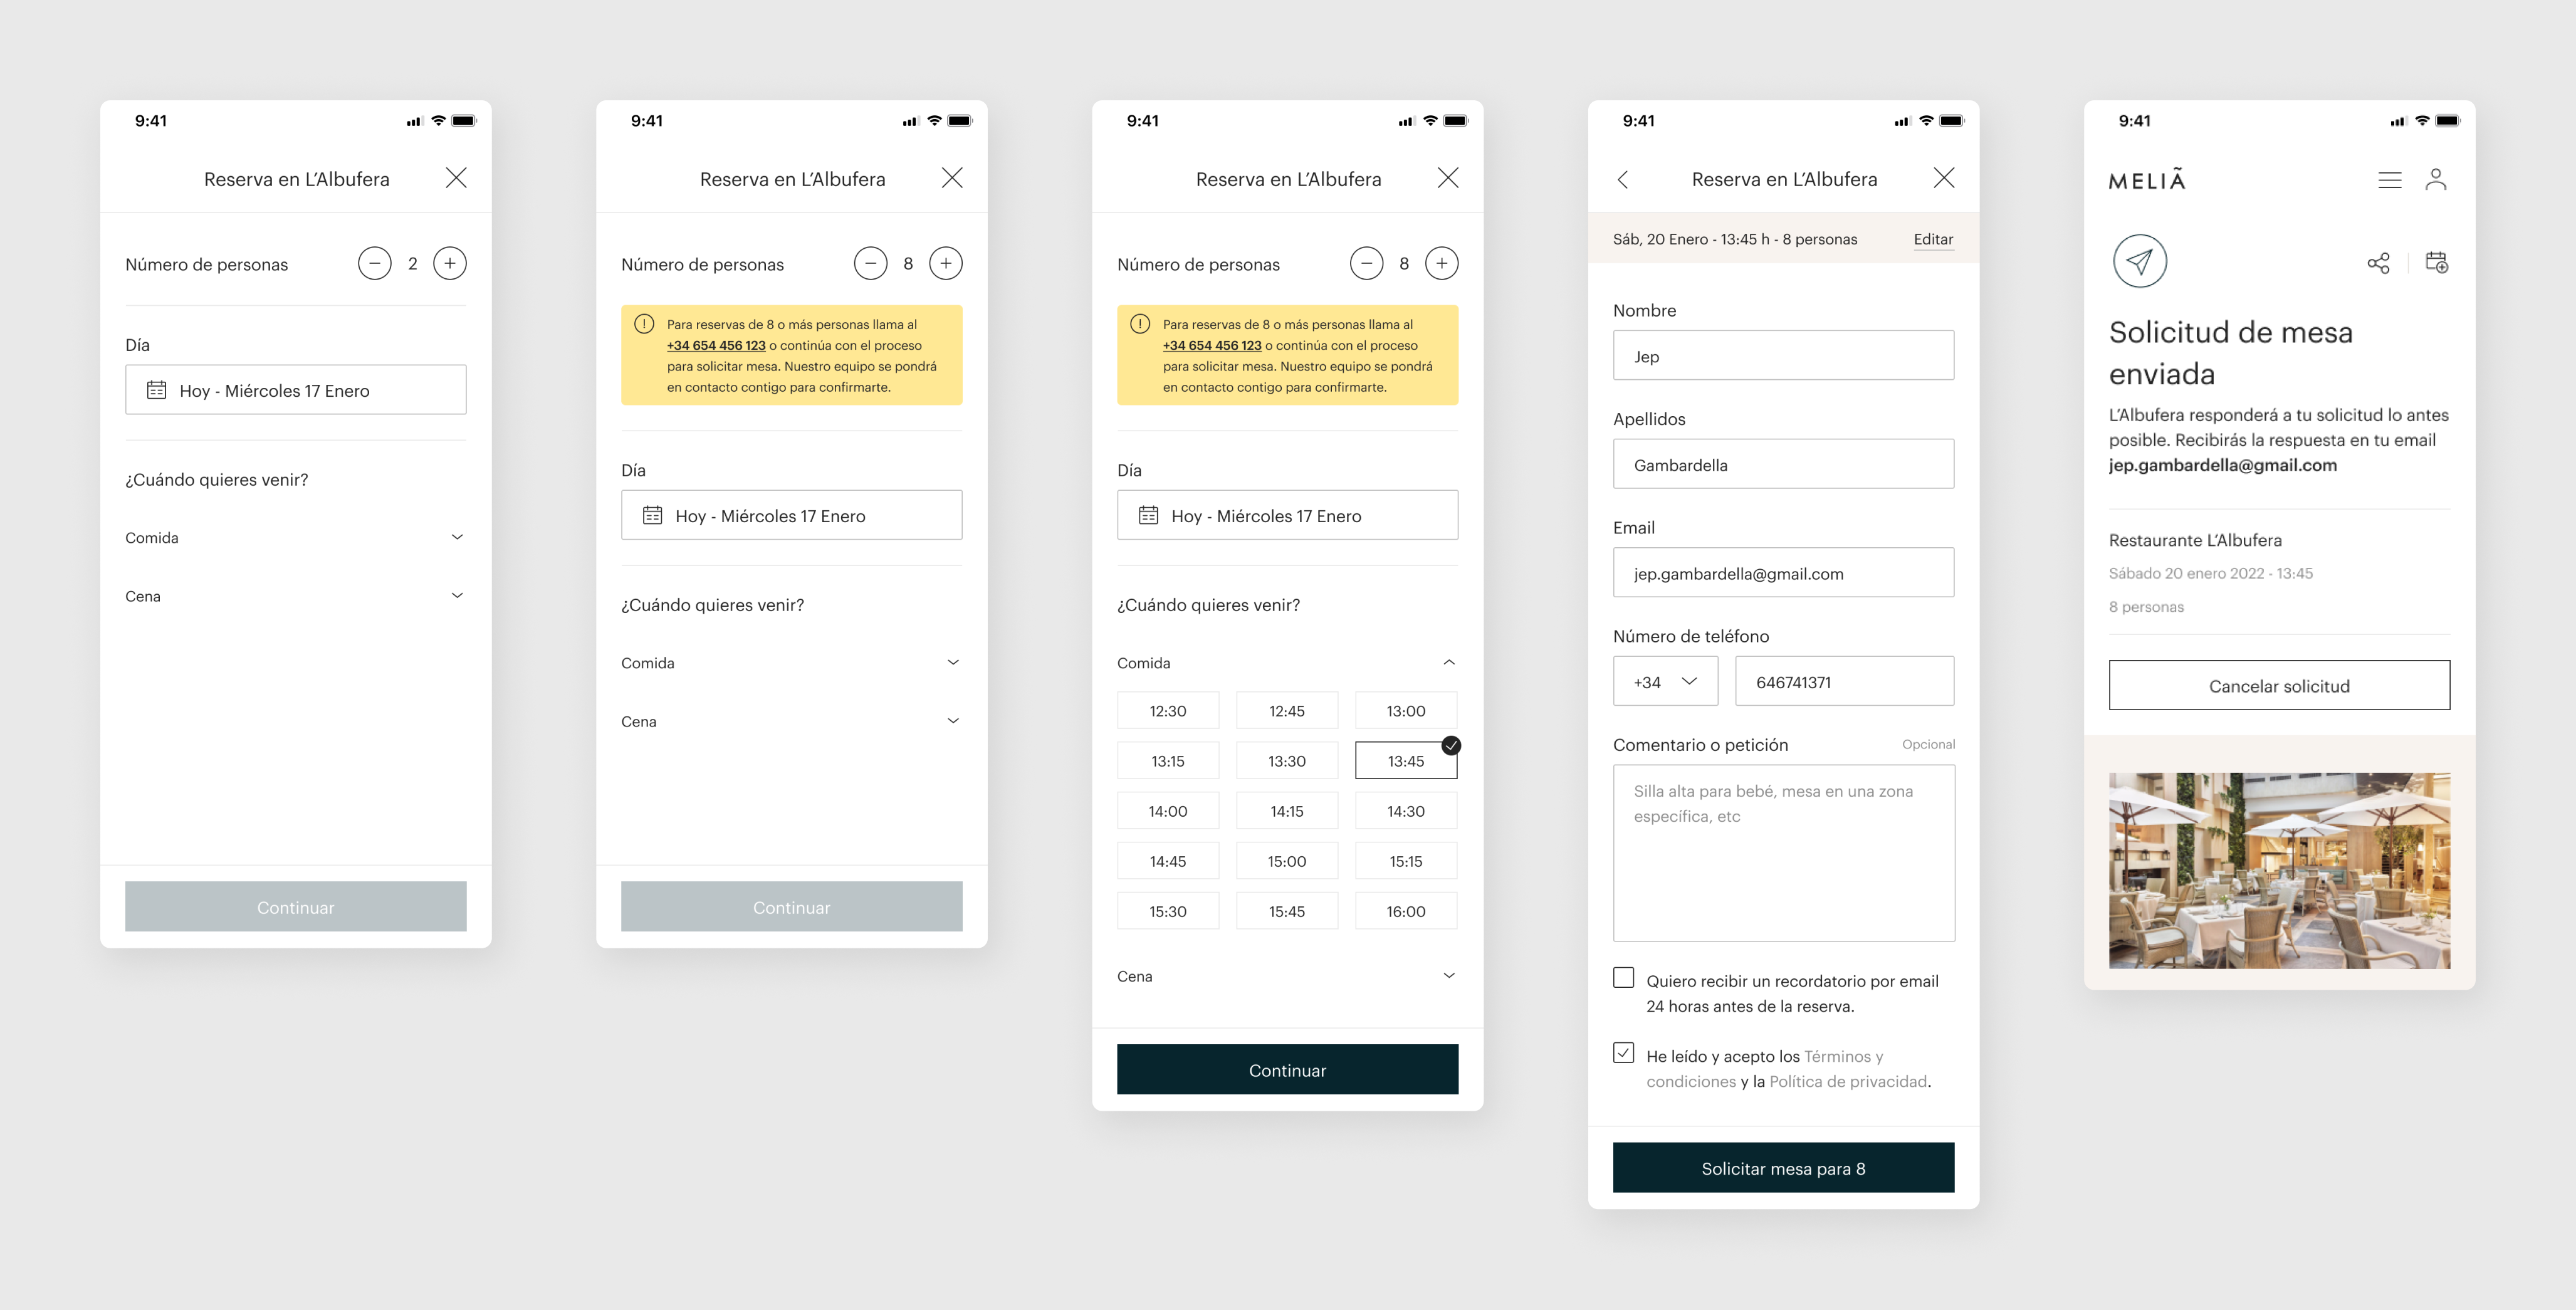 9:41
Reserva en L'Albufera
Número de personas
2
Día
Hoy - Miércoles 17 Enero
¿Cuándo quieres venir?
Comida
Cena
Continuar
9:41
Reserva en L'Albufera
Número de personas
8
Para reservas de 8 o más personas llama al
+34 654 456 123 o continúa con el proceso
para solicitar mesa. Nuestro equipo se pondrá
en contacto contigo para confirmarte.
Día
Hoy - Miércoles 17 Enero
¿Cuándo quieres venir?
Comida
Cena
Continuar
9:41
Reserva en L'Albufera
Número de personas
8
Para reservas de 8 o más personas llama al
+34 654 456 123 o continúa con el proceso
para solicitar mesa. Nuestro equipo se pondrá
en contacto contigo para confirmarte.
Día
Hoy - Miércoles 17 Enero
¿Cuándo quieres venir?
Comida
12:30 12:45 13:00
13:15 13:30 13:45
14:00 14:15 14:30
14:45 15:00 15:15
15:30 15:45 16:00
Cena
Continuar
9:41
Reserva en L'Albufera
Sáb, 20 Enero - 13:45 h - 8 personas Editar
Nombre
Jep
Apellidos
Gambardella
Email
jep.gambardella@gmail.com
Número de teléfono
+34 646741371
Comentario o petición Opcional
Silla alta para bebé, mesa en una zona
específica, etc
Quiero recibir un recordatorio por email
24 horas antes de la reserva.
He leído y acepto los Términos y
condiciones y la Política de privacidad.
Solicitar mesa para 8
9:41
MELIÃ
Solicitud de mesa
enviada
L'Albufera responderá a tu solicitud lo antes
posible. Recibirás la respuesta en tu email
jep.gambardella@gmail.com
Restaurante L'Albufera
Sábado 20 enero 2022 - 13:45
8 personas
Cancelar solicitud